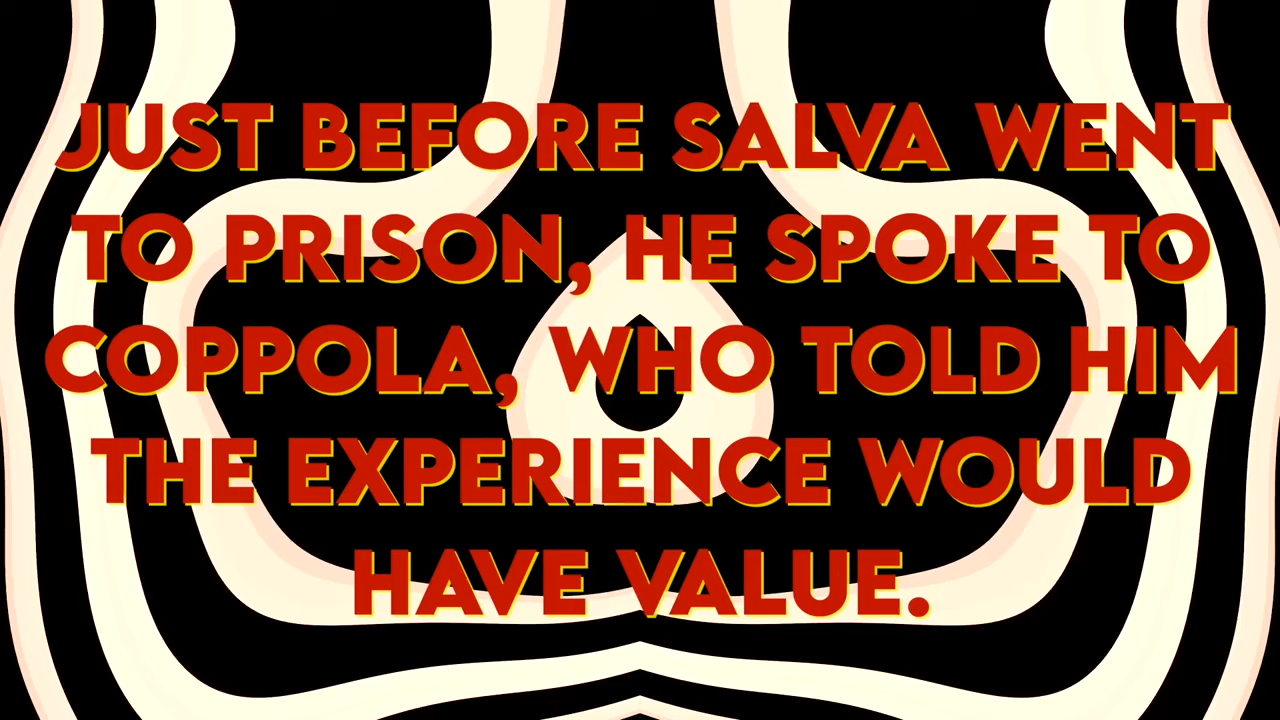 JUST BEFORE SALVA WENT
TO PRISON, HE SPOKE TO
COPPOLA, WHO TOLD HIM
THE EXPERIENCE WOULD
HAVE VALUE.